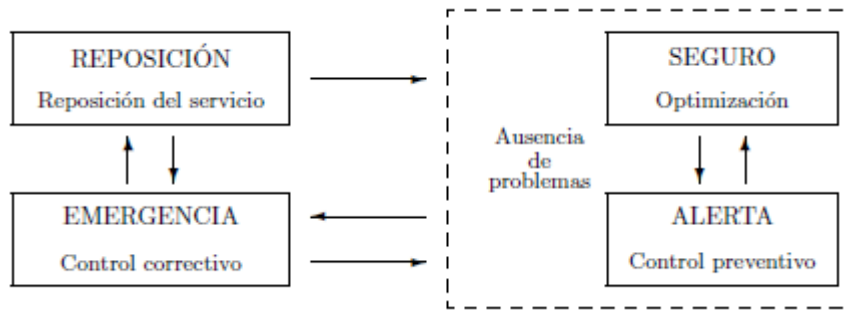 REPOSICIÓN
Reposición del servicio
SEGURO
Optimización
Ausencia
de
problemas
EMERGENCIA
Control correctivo
ALERTA
Control preventivo